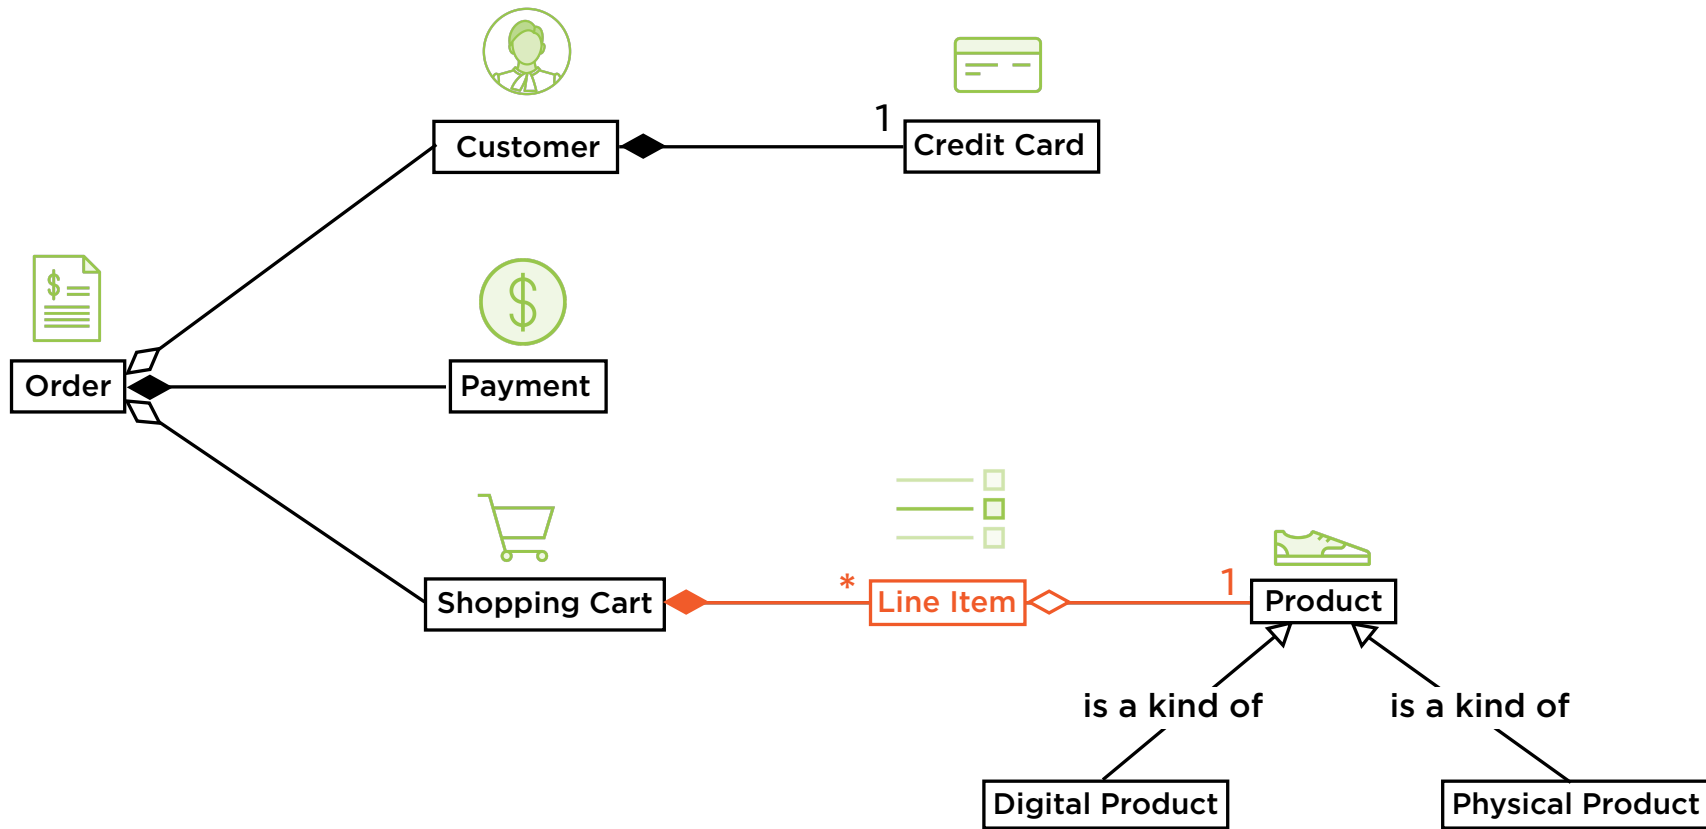 Customer
1
Credit Card
$
Order
$
Payment
Shopping Cart
*
Line Item
1
Product
is a kind of
is a kind of
Digital Product
Physical Product